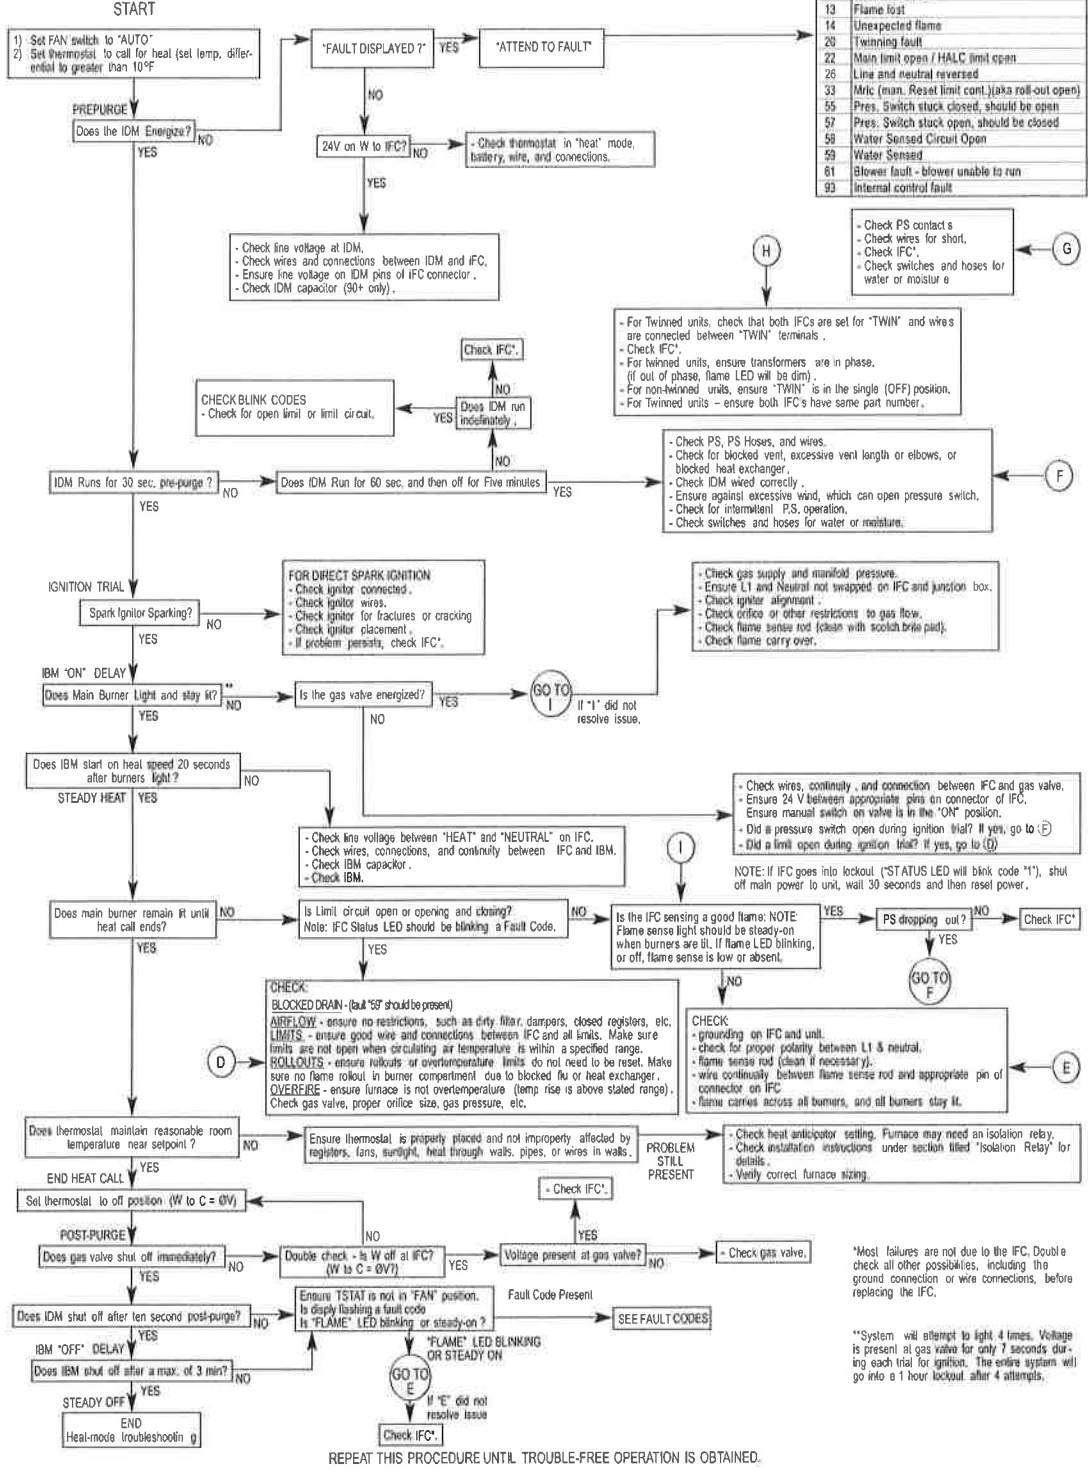 START
1) Set FAN switch to "AUTO"
2) Set thermostat to call for heat (set temp, differ-
ential to greater than 10°F
"FAULT DISPLAYED ?"
YES
"ATTEND TO FAULT"
13 Flame lost
14 Unexpected flame
20 Twinning fault
22 Main limit open / HALC limit open
26 Line and neutral reversed
33 Mrlc (man. Reset limit cont.)(aka roll-out open)
55 Pres. Switch stuck closed, should be open
57 Pres. Switch stuck open, should be closed
58 Water Sensed Circuit Open
59 Water Sensed
61 Blower fault - blower unable to run
93 Internal control fault
NO
PREPURGE
Does the IDM Energize?
NO
YES
24V on W to IFC?
NO
- Check thermostat in "heat" mode,
battery, wire, and connections.
YES
- Check line voltage at IDM.
- Check wires and connections between IDM and IFC.
- Ensure line voltage on IDM pins of IFC connector.
- Check IDM capacitor (90+ only).
- Check PS contact s
- Check wires for short.
- Check IFC*.
- Check switches and hoses for
water or moistur e
G
H
- For Twinned units, check that both IFCs are set for "TWIN" and wires
are connected between "TWIN" terminals .
- Check IFC*.
- For twinned units, ensure transformers are in phase.
(if out of phase, flame LED will be dim) .
- For non-twinned units, ensure "TWIN" is in the single (OFF) position.
- For Twinned units – ensure both IFC's have same part number.
Check IFC*.
NO
CHECK BLINK CODES
- Check for open limit or limit circuit.
YES
Does IDM run
indefinately .
NO
IDM Runs for 30 sec. pre-purge ?
NO
Does IDM Run for 60 sec. and then off for Five minutes
YES
- Check PS, PS Hoses, and wires.
- Check for blocked vent, excessive vent length or elbows, or
blocked heat exchanger.
- Check IDM wired correctly .
- Ensure against excessive wind, which can open pressure switch.
- Check for intermittent P.S. operation.
- Check switches and hoses for water or moisture.
F
YES
IGNITION TRIAL
Spark Ignitor Sparking?
NO
FOR DIRECT SPARK IGNITION
- Check ignitor connected.
- Check ignitor wires.
- Check ignitor for fractures or cracking
- Check ignitor placement .
- If problem persists, check IFC*.
- Check gas supply and manifold pressure.
- Ensure L1 and Neutral not swapped on IFC and junction box.
- Check igniter alignment .
- Check orifice or other restrictions to gas flow.
- Check flame sense rod (clean with scotch brite pad).
- Check flame carry over.
YES
IBM "ON" DELAY
Does Main Burner Light and stay lit?
**
NO
Is the gas valve energized?
YES
GO TO
I
If "I" did not
resolve issue.
YES
NO
Does IBM start on heat speed 20 seconds
after burners light ?
NO
STEADY HEAT
YES
- Check line voltage between "HEAT" and "NEUTRAL" on IFC.
- Check wires, connections, and continuity between IFC and IBM.
- Check IBM capacitor.
- Check IBM.
- Check wires, continuity , and connection between IFC and gas valve.
- Ensure 24 V between appropriate pins on connector of IFC.
Ensure manual switch on valve is in the "ON" position.
- Did a pressure switch open during ignition trial? If yes, go to (F)
- Did a limit open during ignition trial? If yes, go to (D)
NOTE: If IFC goes into lockout ("STATUS LED will blink code "1"), shut
off main power to unit, wait 30 seconds and then reset power.
I
Does main burner remain lit until
heat call ends?
NO
Is Limit circuit open or opening and closing?
Note: IFC Status LED should be blinking a Fault Code.
NO
Is the IFC sensing a good flame: NOTE:
Flame sense light should be steady-on
when burners are lit. If flame LED blinking,
or off, flame sense is low or absent.
YES
PS dropping out?
NO
Check IFC*
YES
GO TO
F
YES
YES
NO
CHECK:
BLOCKED DRAIN - (fault "59" should be present)
AIRFLOW - ensure no restrictions, such as dirty filter, dampers, closed registers, etc.
LIMITS - ensure good wire and connections between IFC and all limits. Make sure
limits are not open when circulating air temperature is within a specified range.
ROLLOUTS - ensure rollouts or overtemperature limits do not need to be reset. Make
sure no flame rollout in burner compartment due to blocked flu or heat exchanger.
OVERFIRE - ensure furnace is not overtemperature (temp rise is above stated range) .
Check gas valve, proper orifice size, gas pressure, etc.
D
CHECK:
- grounding on IFC and unit.
- check for proper polarity between L1 & neutral.
- flame sense rod (clean if necessary).
- wire continually between flame sense rod and appropriate pin of
connector on IFC
- flame carries across all burners, and all burners stay lit.
E
Does thermostat maintain reasonable room
temperature near setpoint ?
NO
Ensure thermostat is properly placed and not improperly affected by
registers, fans, sunlight, heat through walls, pipes, or wires in walls.
PROBLEM
STILL
PRESENT
- Check heat anticipator setting. Furnace may need an isolation relay.
- Check installation instructions under section titled "Isolation Relay" for
details.
- Verify correct furnace sizing.
YES
END HEAT CALL
Set thermostat to off position (W to C = ØV)
- Check IFC*.
POST-PURGE
NO
YES
Does gas valve shut off immediately?
NO
Double check - Is W off at IFC?
(W to C = ØV?)
YES
Voltage present at gas valve?
NO
- Check gas valve.
YES
*Most failures are not due to the IFC. Double
check all other possibilities, including the
ground connection or wire connections, before
replacing the IFC.
Does IDM shut off after ten second post-purge?
NO
Ensure TSTAT is not in "FAN" position.
Is disply flashing a fault code
Is "FLAME" LED blinking or steady-on ?
Fault Code Present
SEE FAULT CODES
YES
IBM "OFF" DELAY
Does IBM shut off after a max. of 3 min?
NO
"FLAME" LED BLINKING
OR STEADY ON
GO TO
E
**System will attempt to light 4 times. Voltage
is present at gas valve for only 7 seconds dur-
ing each trial for ignition. The entire system will
go into a 1 hour lockout after 4 attempts.
YES
STEADY OFF
END
Heat-mode troubleshootin g
If "E" did not
resolve issue
Check IFC*.
REPEAT THIS PROCEDURE UNTIL TROUBLE-FREE OPERATION IS OBTAINED.